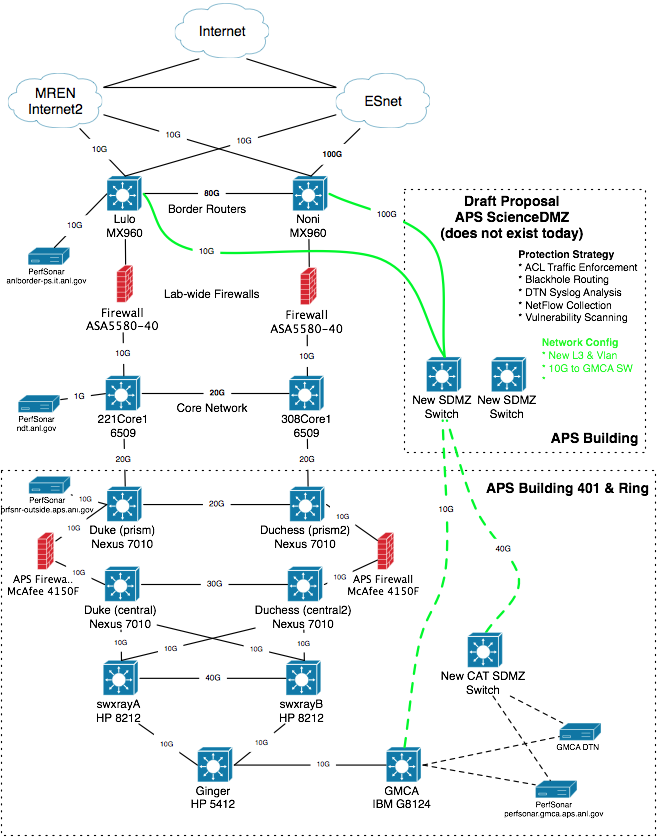 Internet
MREN
Internet2
ESnet
10G
10G
10G
100G
80G
Lulo
MX960
Border Routers
Noni
MX960
10G
10G
100G
PerfSonar
anlborder-ps.it.anl.gov
Draft Proposal
APS ScienceDMZ
(does not exist today)
Protection Strategy
* ACL Traffic Enforcement
* Blackhole Routing
* DTN Syslog Analysis
* NetFlow Collection
* Vulnerability Scanning
Lab-wide Firewalls
Firewall
ASA5580-40
Firewall
ASA5580-40
Network Config
* New L3 & Vlan
* 10G to GMCA SW
*
10G
10G
1G
20G
PerfSonar
ndt.anl.gov
221Core1
6509
Core Network
308Core1
6509
New SDMZ
Switch
New SDMZ
Switch
APS Building
20G
20G
APS Building 401 & Ring
10G
PerfSonar
prfsnr-outside.aps.anl.gov
20G
10G
Duke (prism)
Nexus 7010
Duchess (prism2)
Nexus 7010
10G
10G
10G
40G
APS Firewa..
McAfee 4150F
10G
30G
10G
APS Firewall
McAfee 4150F
Duke (central)
Nexus 7010
Duchess (central2)
Nexus 7010
10G
10G
40G
swxrayA
HP 8212
swxrayB
HP 8212
New CAT SDMZ
Switch
10G
10G
GMCA DTN
10G
Ginger
HP 5412
GMCA
IBM G8124
PerfSonar
perfsonar.gmca.aps.anl.gov